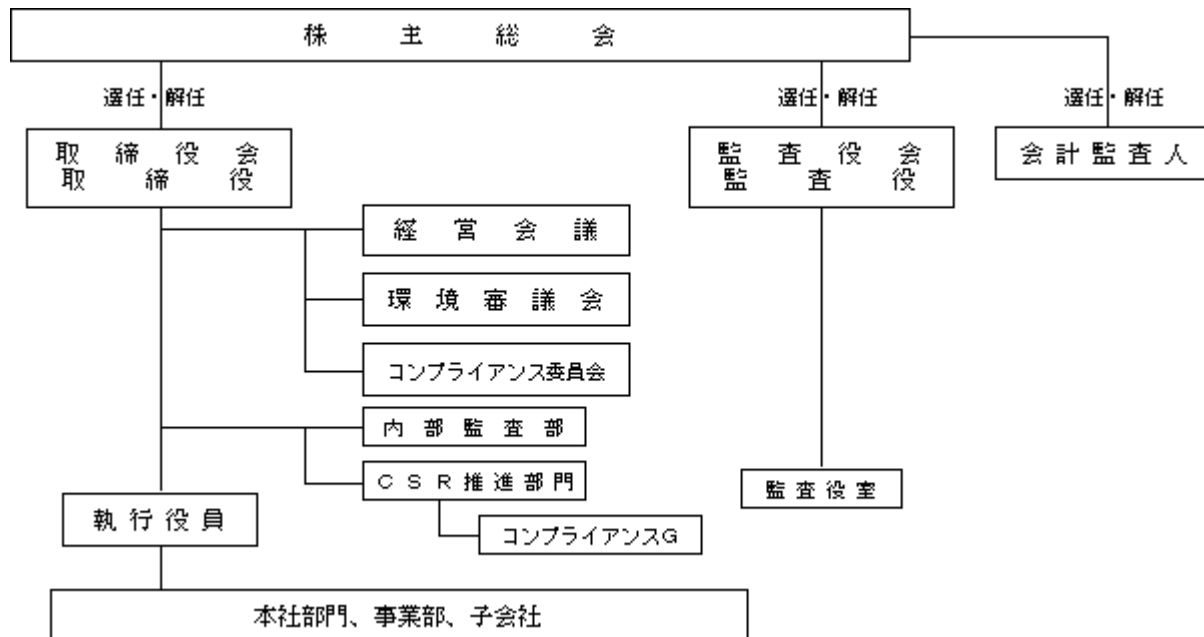 株主総会
選任・解任
選任・解任
選任・解任
取締役会
取締役
監査役会
監査役
会計監査人
経営会議
環境審議会
コンプライアンス委員会
内部監査部
CSR推進部門
監査役室
執行役員
コンプライアンスG
本社部門、事業部、子会社